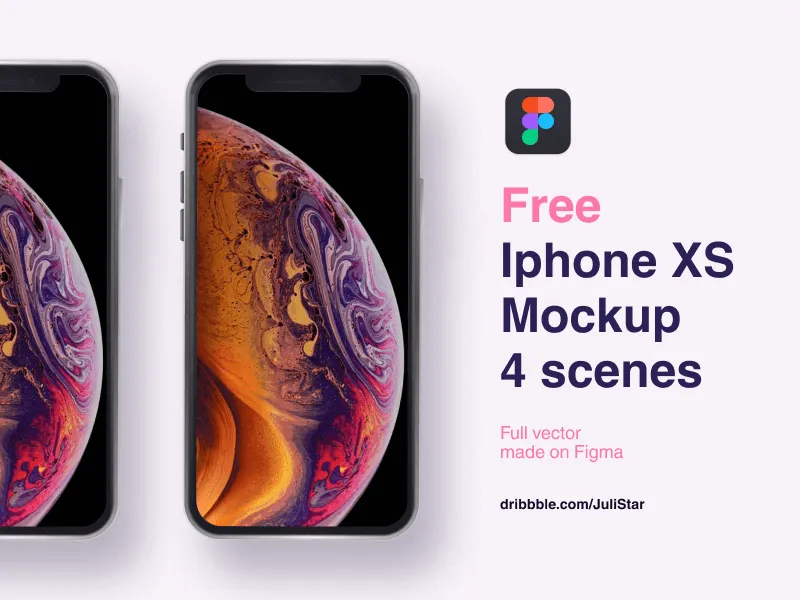 Free
Iphone XS
Mockup
4 scenes
Full vector
made on Figma
dribbble.com/JuliStar